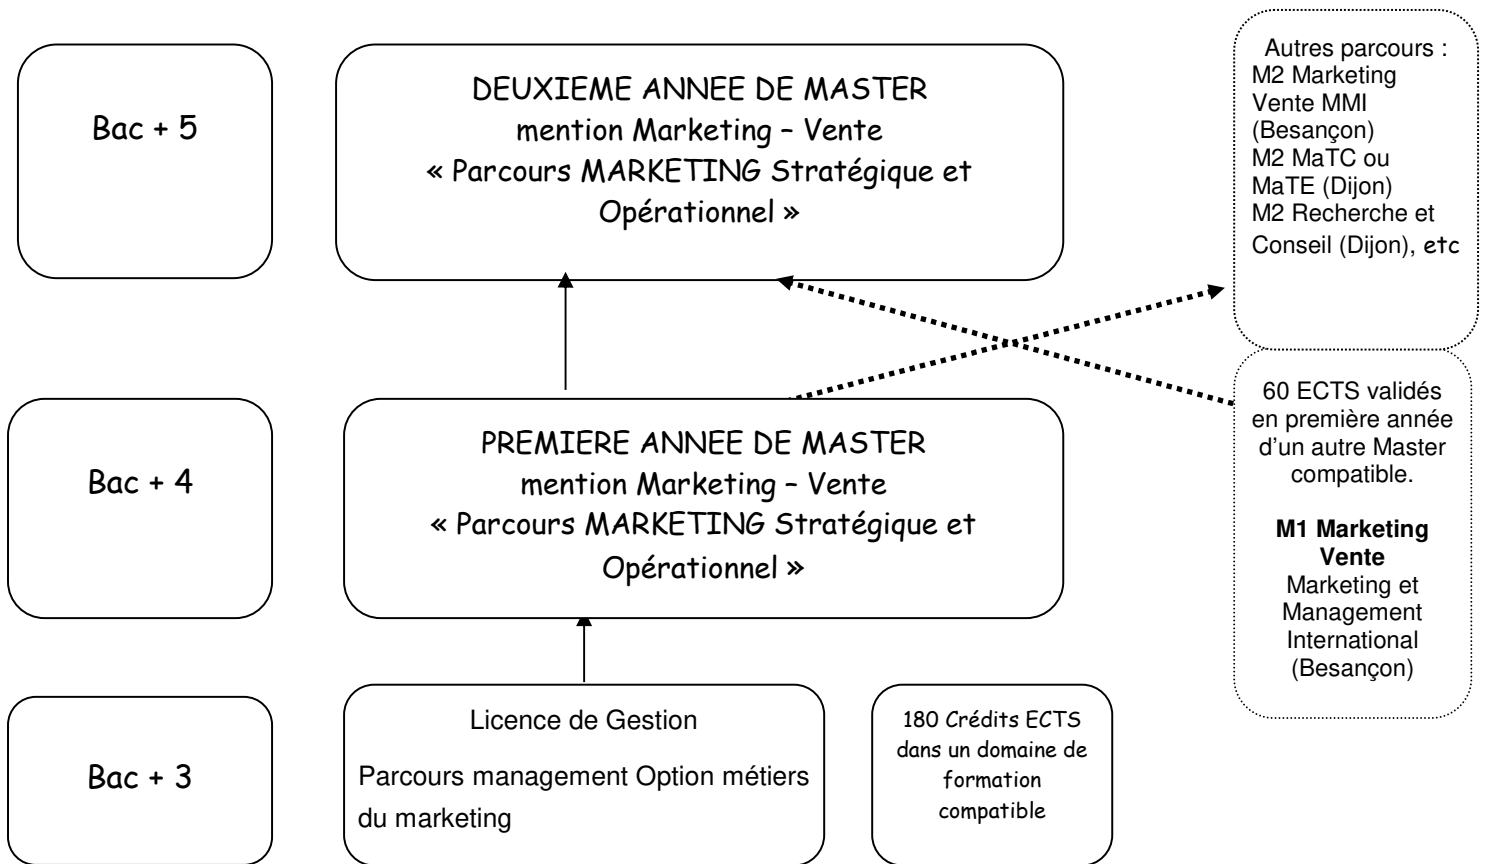 Bac + 5
DEUXIEME ANNEE DE MASTER
mention Marketing – Vente
« Parcours MARKETING Stratégique et
Opérationnel »
Autres parcours :
M2 Marketing
Vente MMI
(Besançon)
M2 MaTC ou
MaTE (Dijon)
M2 Recherche et
Conseil (Dijon), etc
Bac + 4
PREMIERE ANNEE DE MASTER
mention Marketing – Vente
« Parcours MARKETING Stratégique et
Opérationnel »
60 ECTS validés
en première année
d'un autre Master
compatible.
M1 Marketing
Vente
Marketing et
Management
International
(Besançon)
Bac + 3
Licence de Gestion
Parcours management Option métiers
du marketing
180 Crédits ECTS
dans un domaine de
formation
compatible